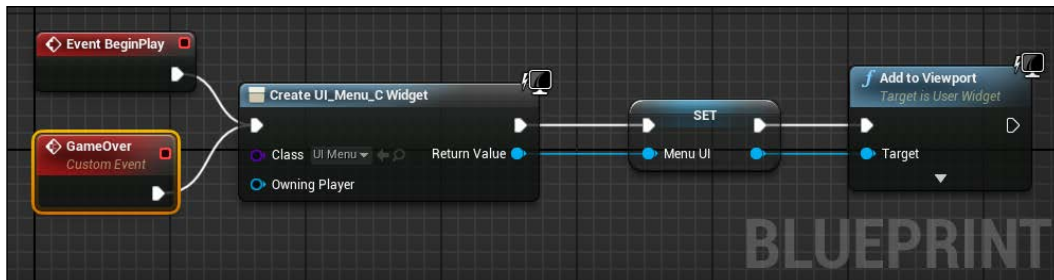 Event BeginPlay
GameOver
Custom Event
Create UI_Menu_C Widget
Class UI Menu Return Value
Owning Player
SET
Menu UI
f Add to Viewport
Target is User Widget
Target
BLUEPRINT